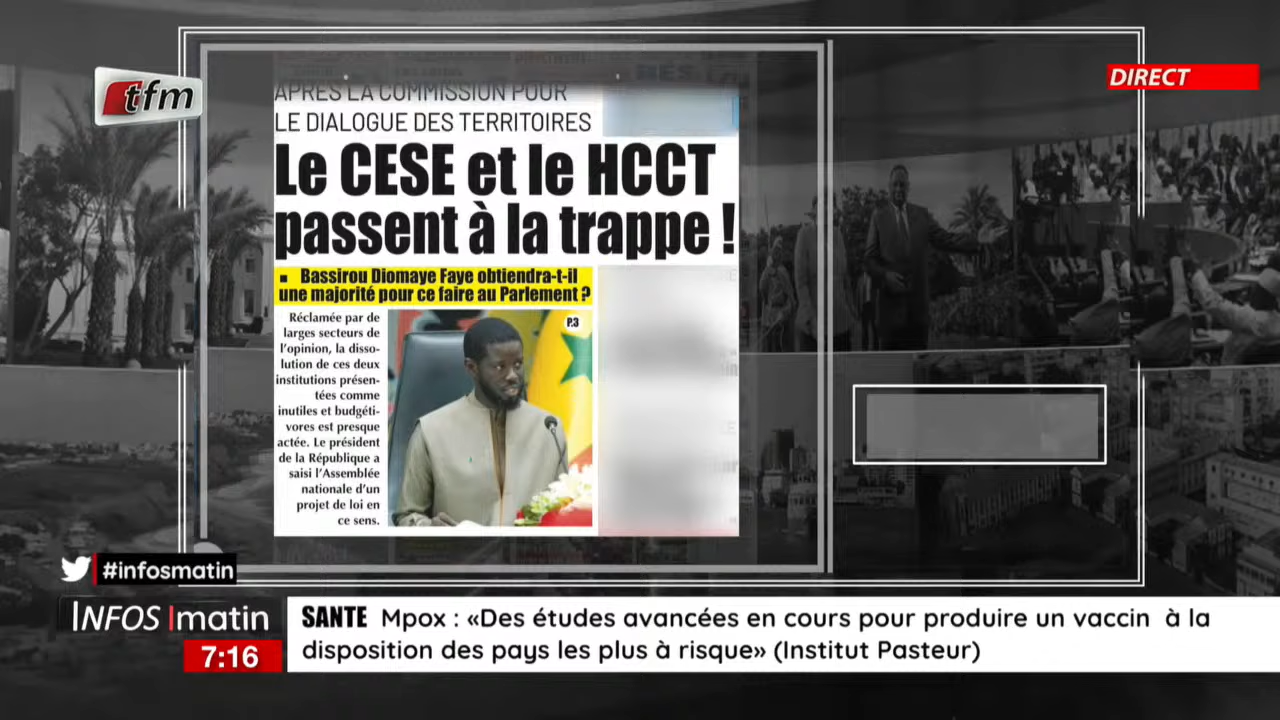 tfm
DIRECT
APRÈS LA COMMISSION POUR
LE DIALOGUE DES TERRITOIRES
Le CESE et le HCCT
passent à la trappe !
▪ Bassirou Diomaye Faye obtiendra-t-il
une majorité pour ce faire au Parlement ?
P.3
Réclamée par de
larges secteurs de
l'opinion, la disso-
lution de ces deux
institutions présen-
tées comme
inutiles et budgéti-
vores est presque
actée. Le président
de la République a
saisi l'Assemblée
nationale d'un
projet de loi en
ce sens.
#infosmatin
INFOS matin
7:16
SANTE Mpox : «Des études avancées en cours pour produire un vaccin à la
disposition des pays les plus à risque» (Institut Pasteur)